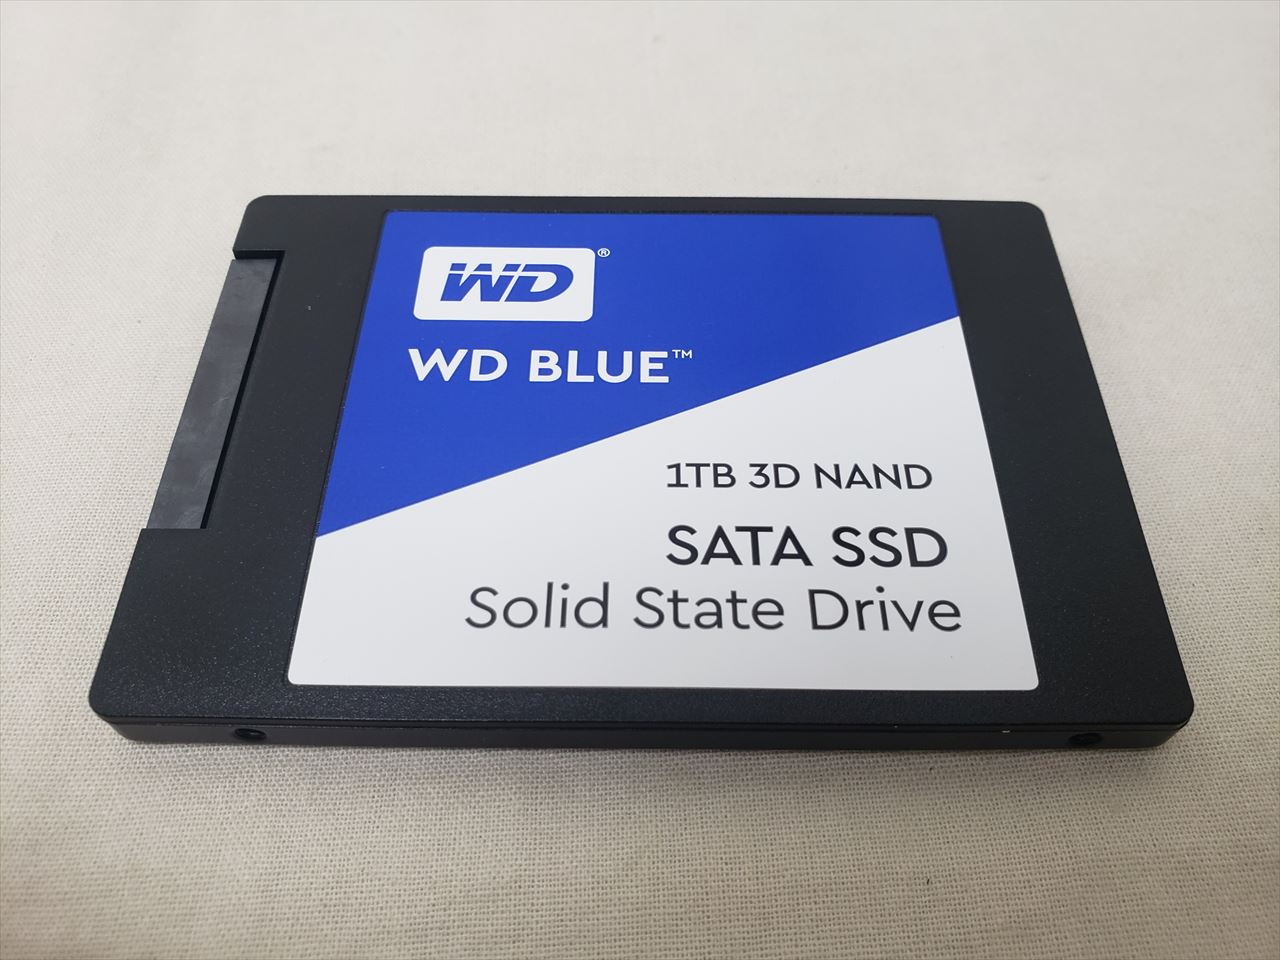 WD®
WD BLUE™
1TB 3D NAND
SATA SSD
Solid State Drive